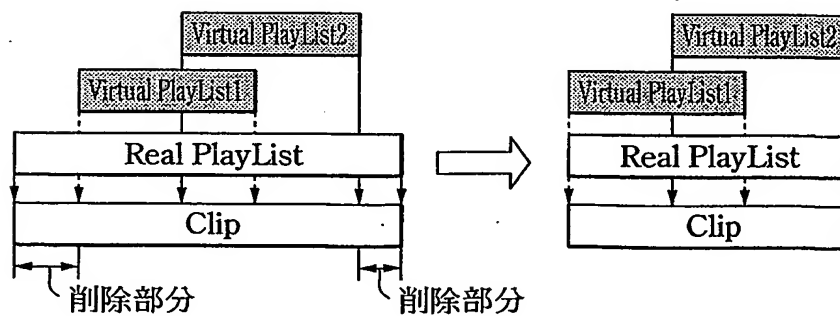 Virtual PlayList2
Virtual PlayList1
Real PlayList
Clip
削除部分
削除部分
Virtual PlayList2
Virtual PlayList1
Real PlayList
Clip